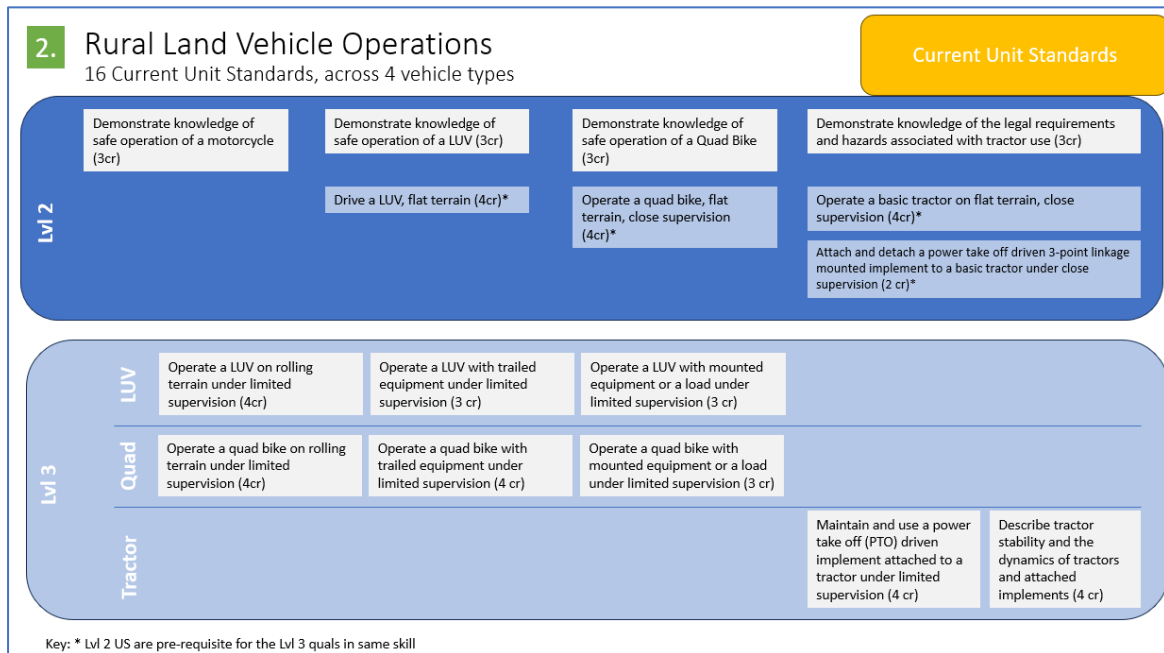 2.
Rural Land Vehicle Operations
16 Current Unit Standards, across 4 vehicle types
Current Unit Standards
Lvl 2
Demonstrate knowledge of
safe operation of a motorcycle
(3cr)
Demonstrate knowledge of
safe operation of a LUV (3cr)
Demonstrate knowledge of
safe operation of a Quad Bike
(3cr)
Demonstrate knowledge of the legal requirements
and hazards associated with tractor use (3cr)
Drive a LUV, flat terrain (4cr)*
Operate a quad bike, flat
terrain, close supervision
(4cr)*
Operate a basic tractor on flat terrain, close
supervision (4cr)*
Attach and detach a power take off driven 3-point linkage
mounted implement to a basic tractor under close
supervision (2 cr)*
Lvl 3
LUV
Operate a LUV on rolling
terrain under limited
supervision (4cr)
Operate a LUV with trailed
equipment under limited
supervision (3 cr)
Operate a LUV with mounted
equipment or a load under
limited supervision (3 cr)
Quad
Operate a quad bike on rolling
terrain under limited
supervision (4cr)
Operate a quad bike with
trailed equipment under
limited supervision (4 cr)
Operate a quad bike with
mounted equipment or a load
under limited supervision (3 cr)
Tractor
Maintain and use a power
take off (PTO) driven
implement attached to a
tractor under limited
supervision (4 cr)
Describe tractor
stability and the
dynamics of tractors
and attached
implements (4 cr)
Key: * Lvl 2 US are pre-requisite for the Lvl 3 quals in same skill